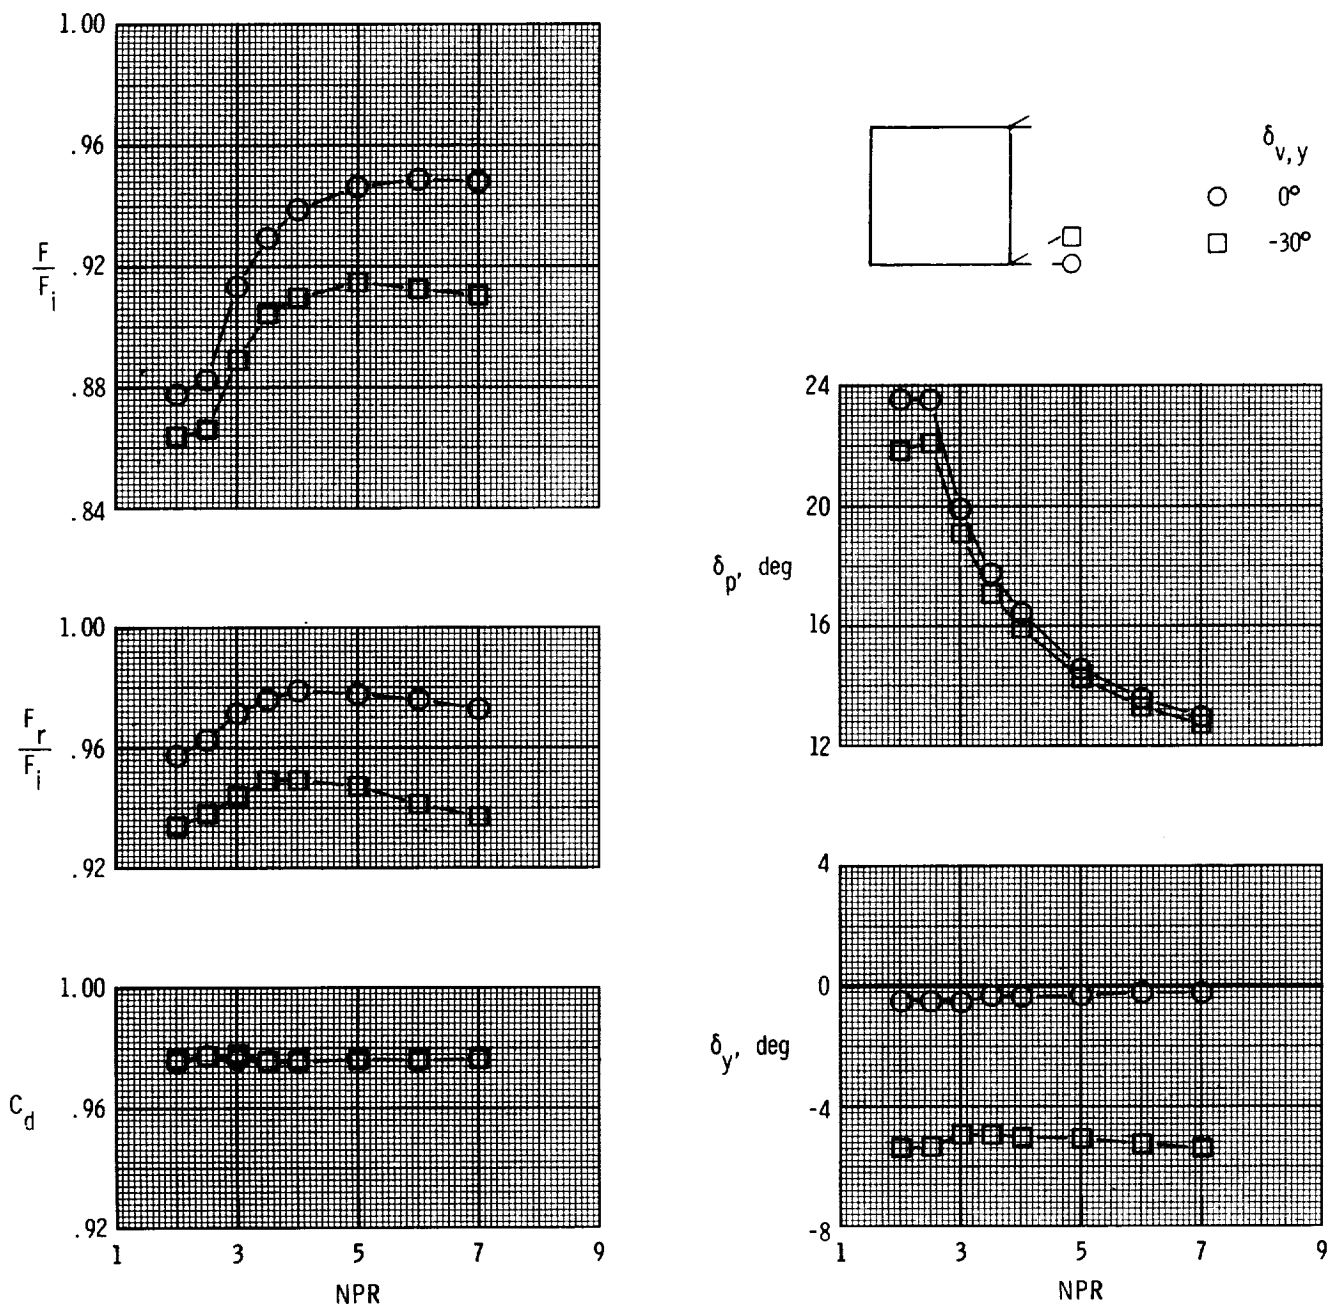 1.00
.96
.92
.88
.84
F
F_i
1.00
.96
.92
F_r
F_i
1.00
.96
.92
C_d
1 3 5 7 9
NPR
δ_v,y
0°
-30°
24
20
16
12
δ_p, deg
4
0
-4
-8
δ_y, deg
1 3 5 7 9
NPR